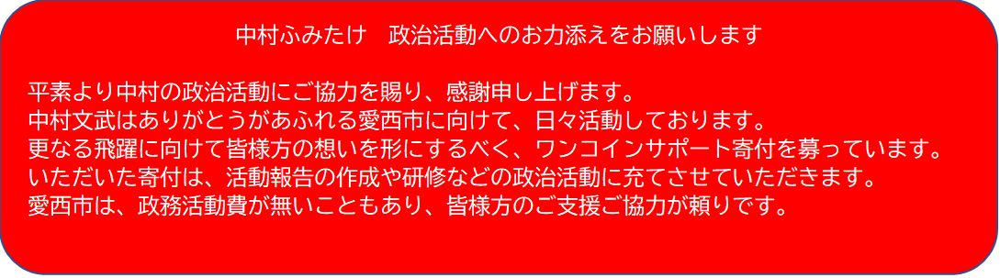 中村ふみたけ　政治活動へのお力添えをお願いします
平素より中村の政治活動にご協力を賜り、感謝申し上げます。
中村文武はありがとうがあふれる愛西市に向けて、日々活動しております。
更なる飛躍に向けて皆様方の想いを形にするべく、ワンコインサポート寄付を募っています。
いただいた寄付は、活動報告の作成や研修などの政治活動に充てさせていただきます。
愛西市は、政務活動費が無いこともあり、皆様方のご支援ご協力が頼りです。